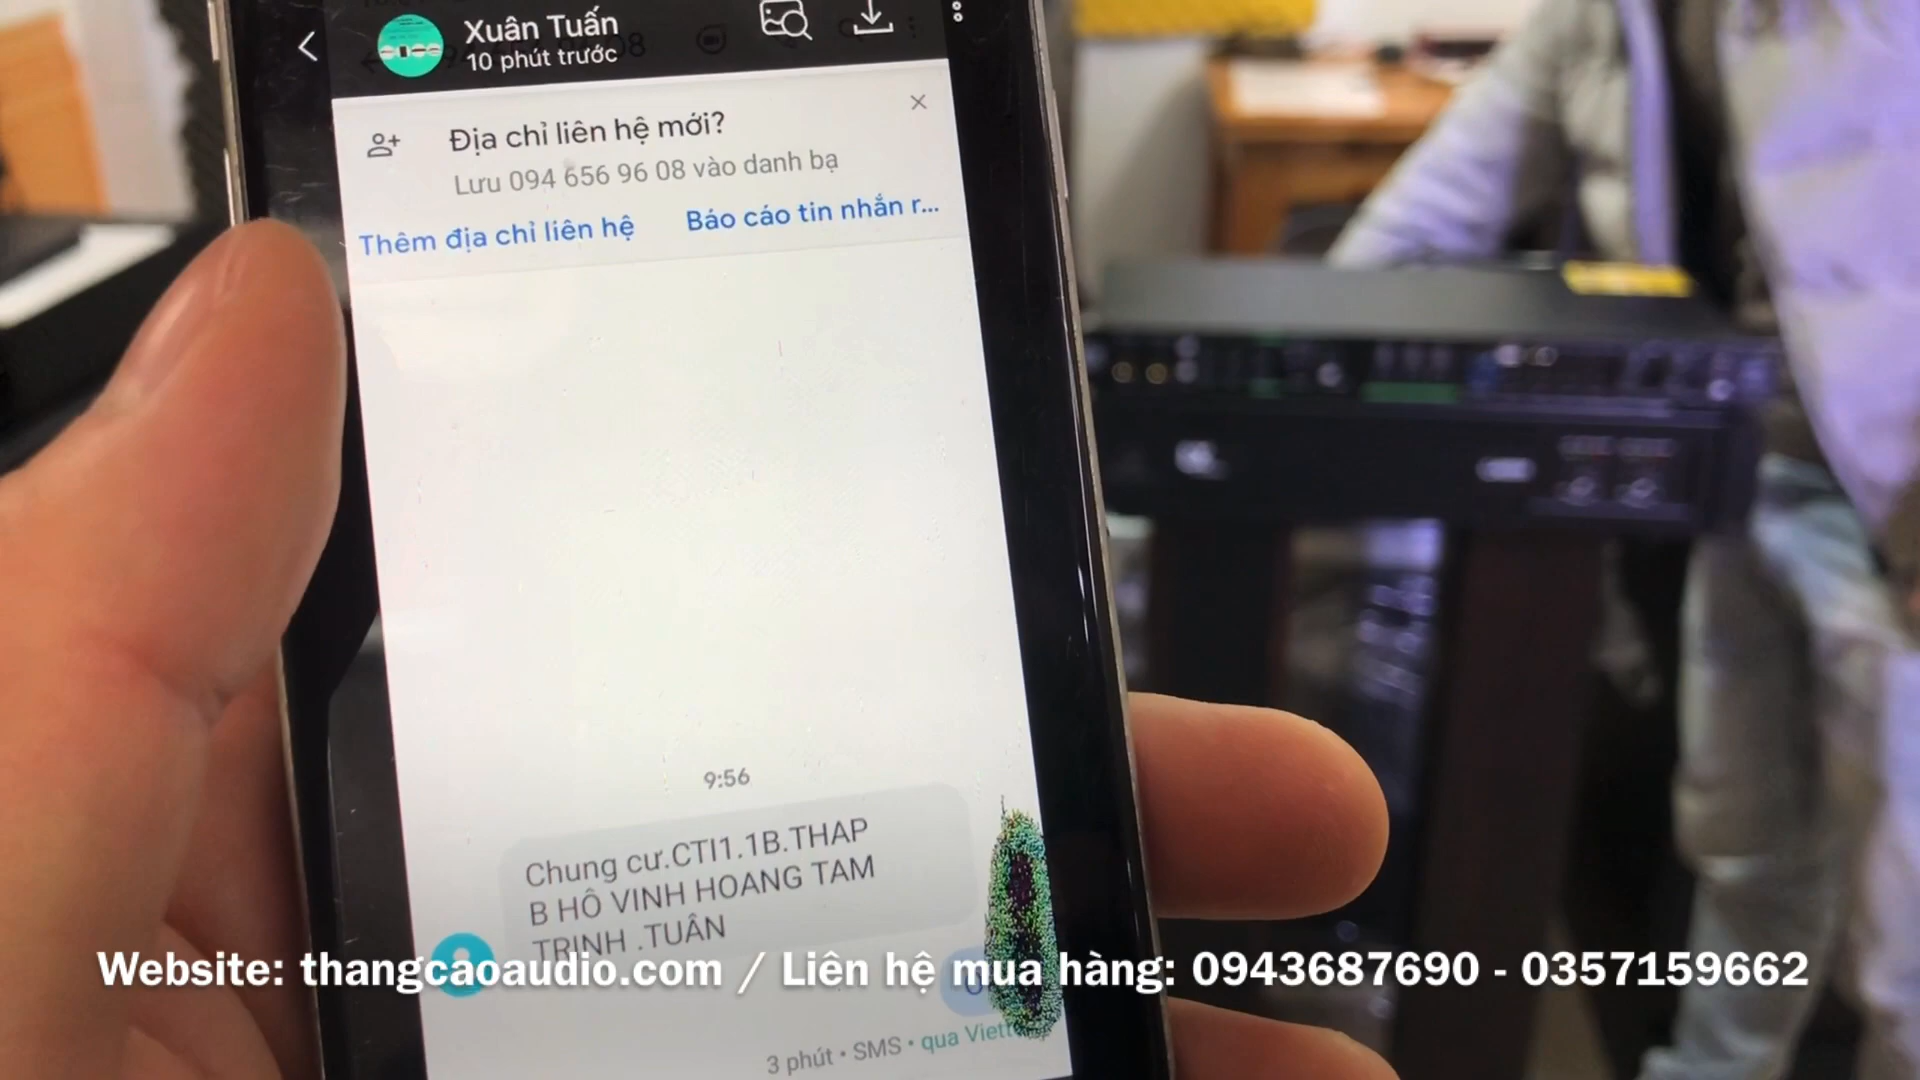 Xuân Tuấn
10 phút trước
Địa chỉ liên hệ mới?
Lưu 094 656 96 08 vào danh bạ
Thêm địa chỉ liên hệ Báo cáo tin nhắn r...
9:56
Chung cư.CTI1.1B.THAP
B HÔ VINH HOANG TAM
TRINH .TUÂN
Website: thangcaoaudio.com / Liên hệ mua hàng: 0943687690 - 0357159662
3 phút • SMS • qua Viett